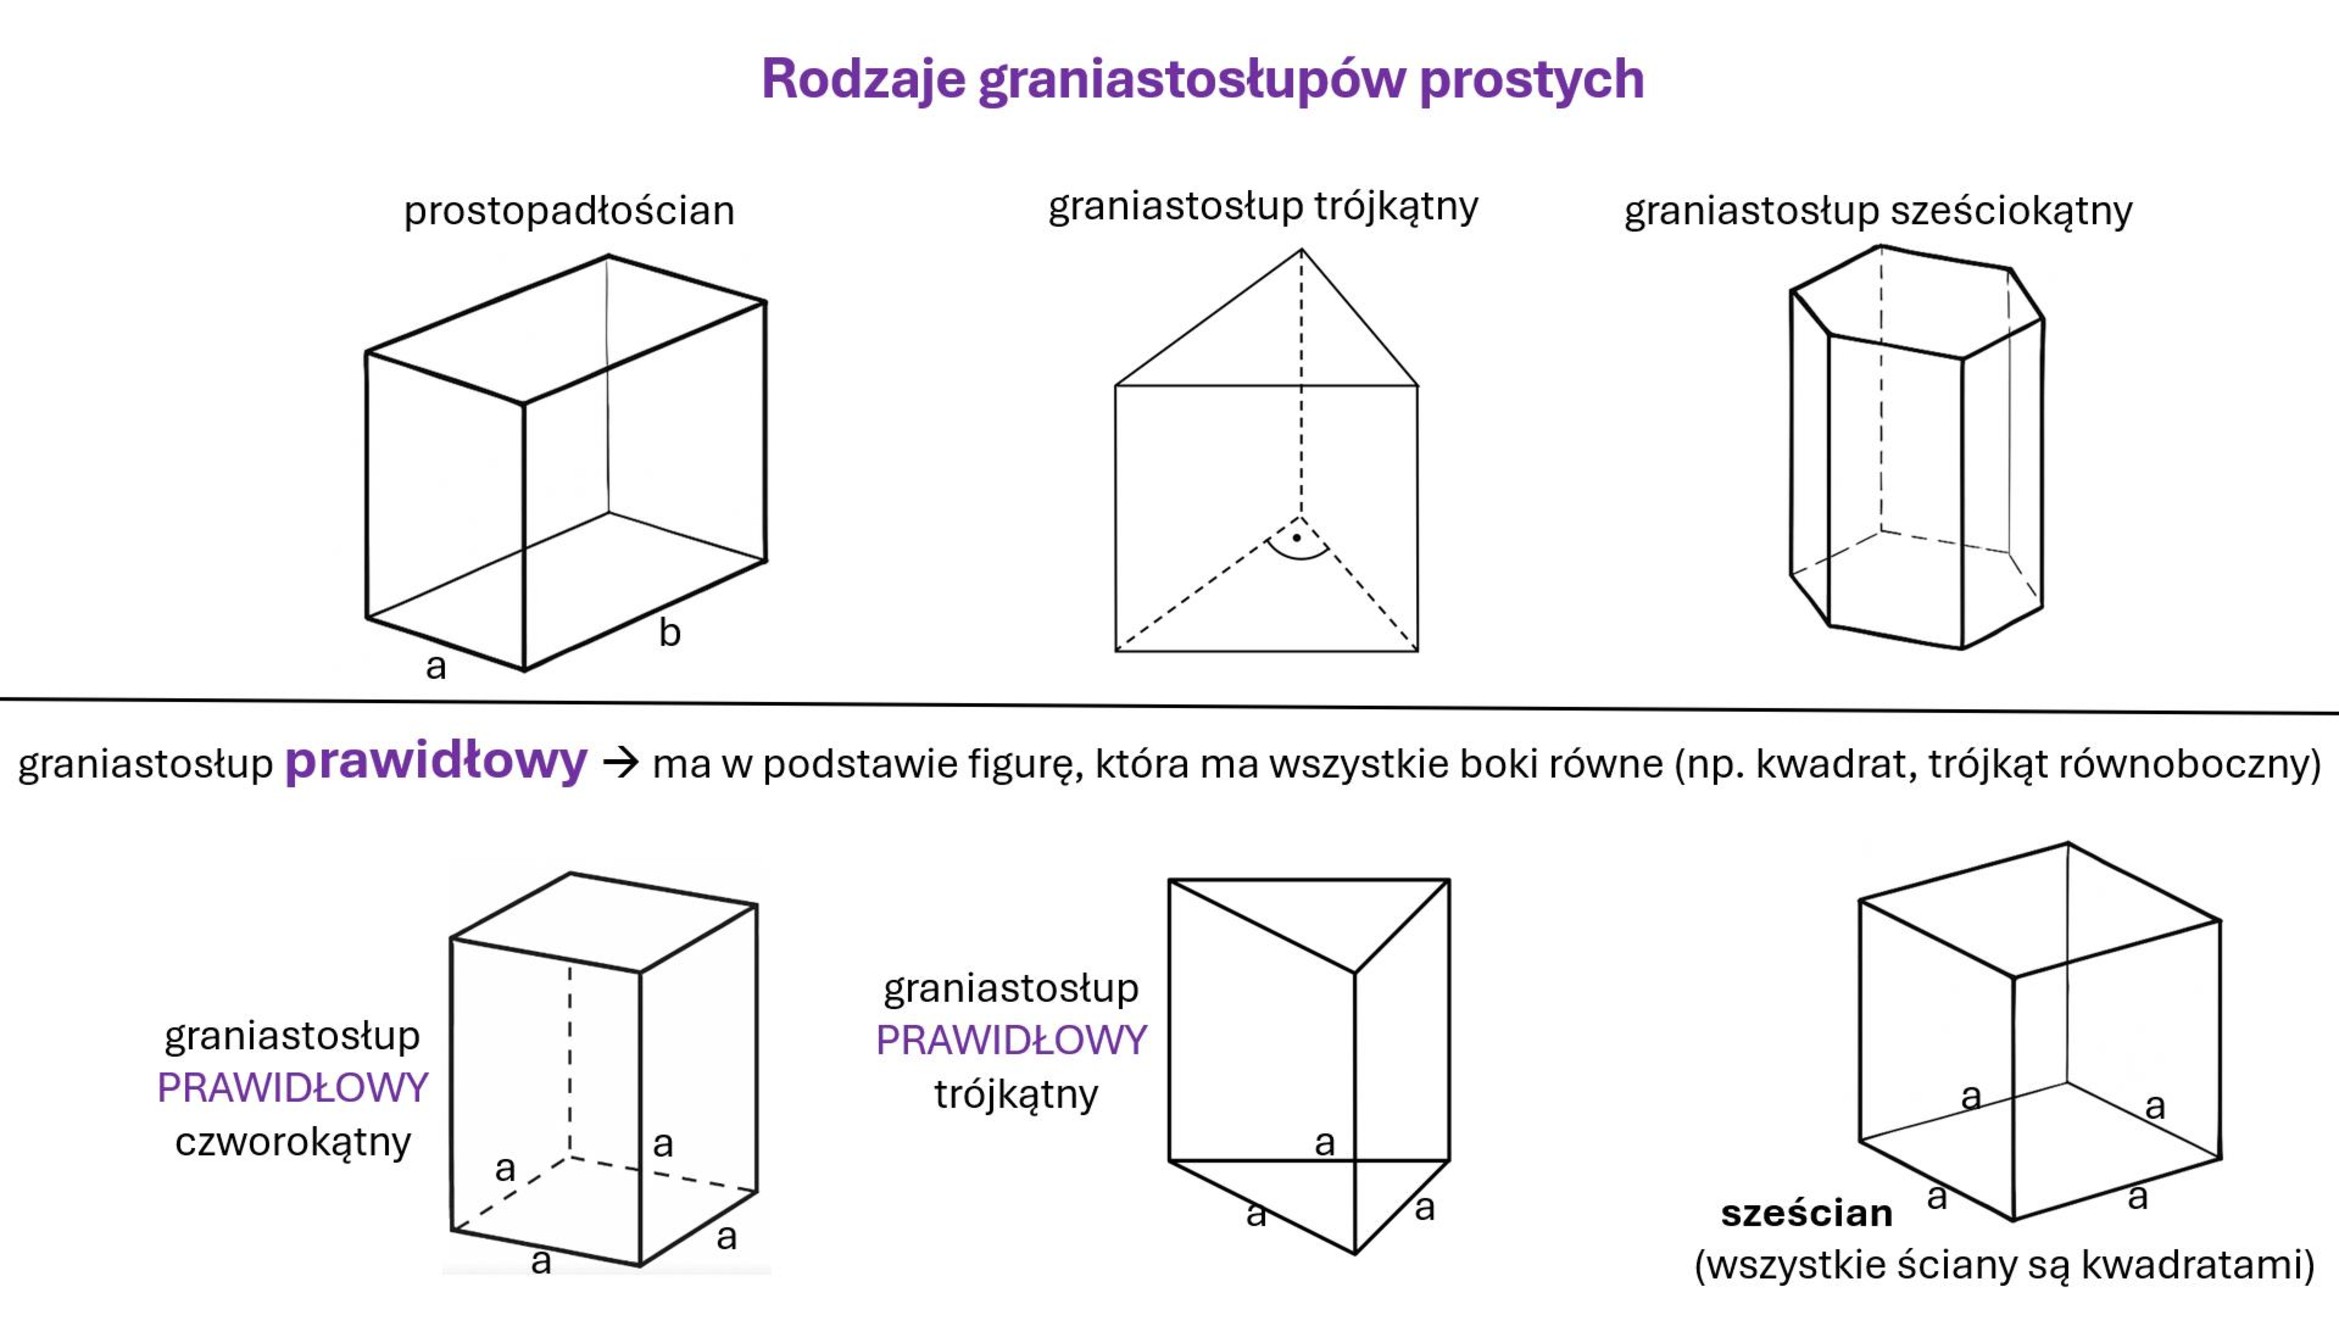 Rodzaje graniastosłupów prostych
prostopadłościan
graniastosłup trójkątny
graniastosłup sześciokątny
b
a
graniastosłup prawidłowy → ma w podstawie figurę, która ma wszystkie boki równe (np. kwadrat, trójkąt równoboczny)
graniastosłup
PRAWIDŁOWY
czworokątny
a
a
a
a
graniastosłup
PRAWIDŁOWY
trójkątny
a
a
a
a
a
a
a
sześcian
(wszystkie ściany są kwadratami)